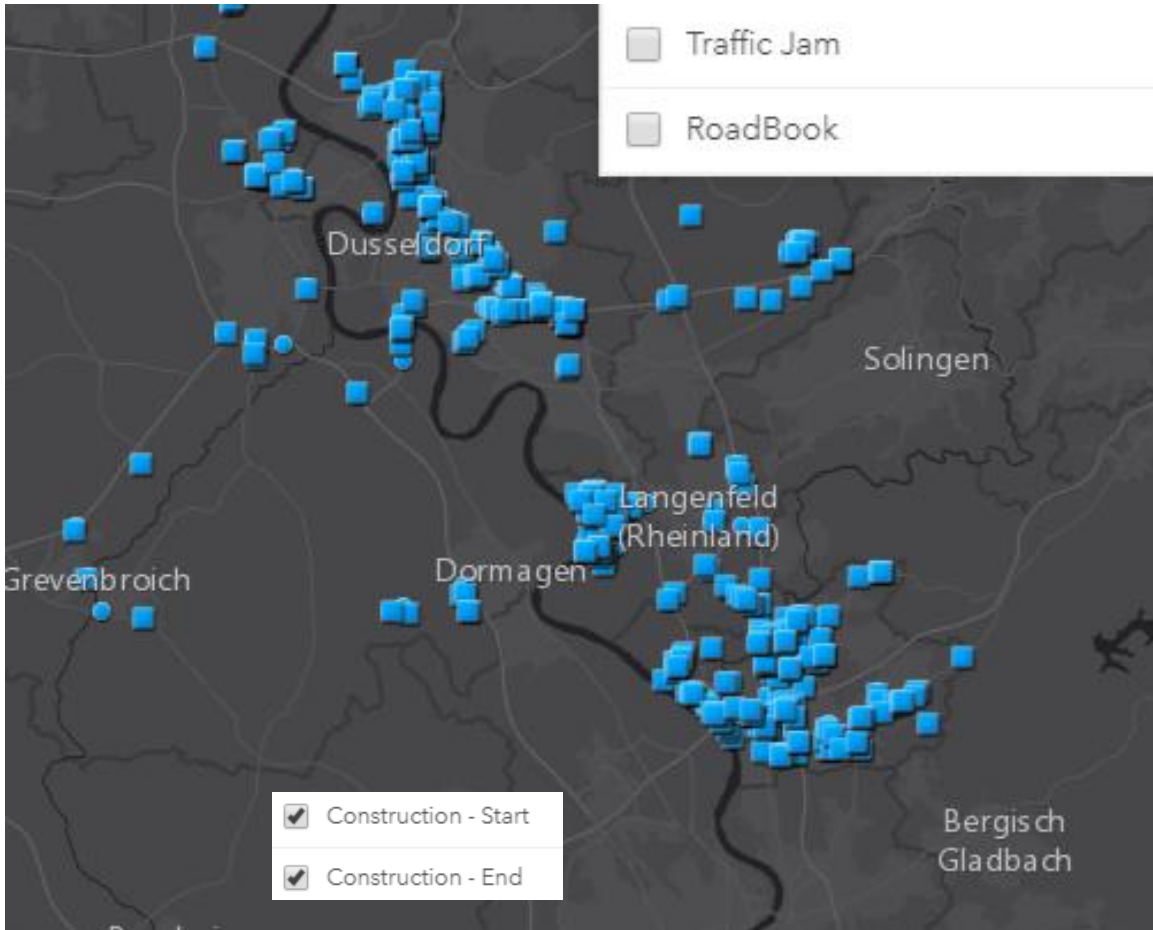 Traffic Jam
RoadBook
Dusseldorf
Solingen
Langenfeld
(Rheinland)
Dormagen
Grevenbroich
Construction - Start
Construction - End
Bergisch
Gladbach